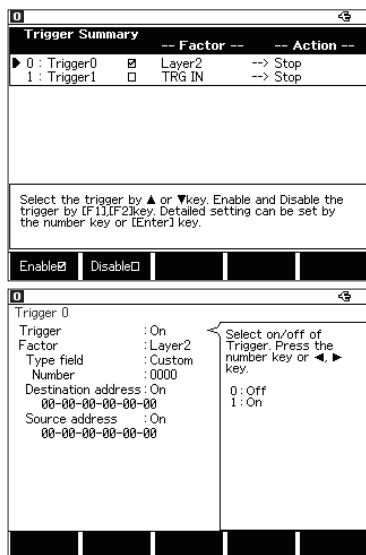 0
Trigger Summary
-- Factor -- -- Action --
▶ 0 : Trigger0 ☑ Layer2 --> Stop
1 : Trigger1 □ TRG IN --> Stop
Select the trigger by ▲ or ▼key. Enable and Disable the
trigger by [F1],[F2]key. Detailed setting can be set by
the number key or [Enter] key.
Enable☑ Disable□
0
Trigger 0
Trigger :On
Factor :Layer2
Type field :Custom
Number :0000
Destination address:On
00-00-00-00-00-00
Source address :On
00-00-00-00-00-00
Select on/off of
Trigger. Press the
number key or ◀, ▶
key.
0:Off
1:On